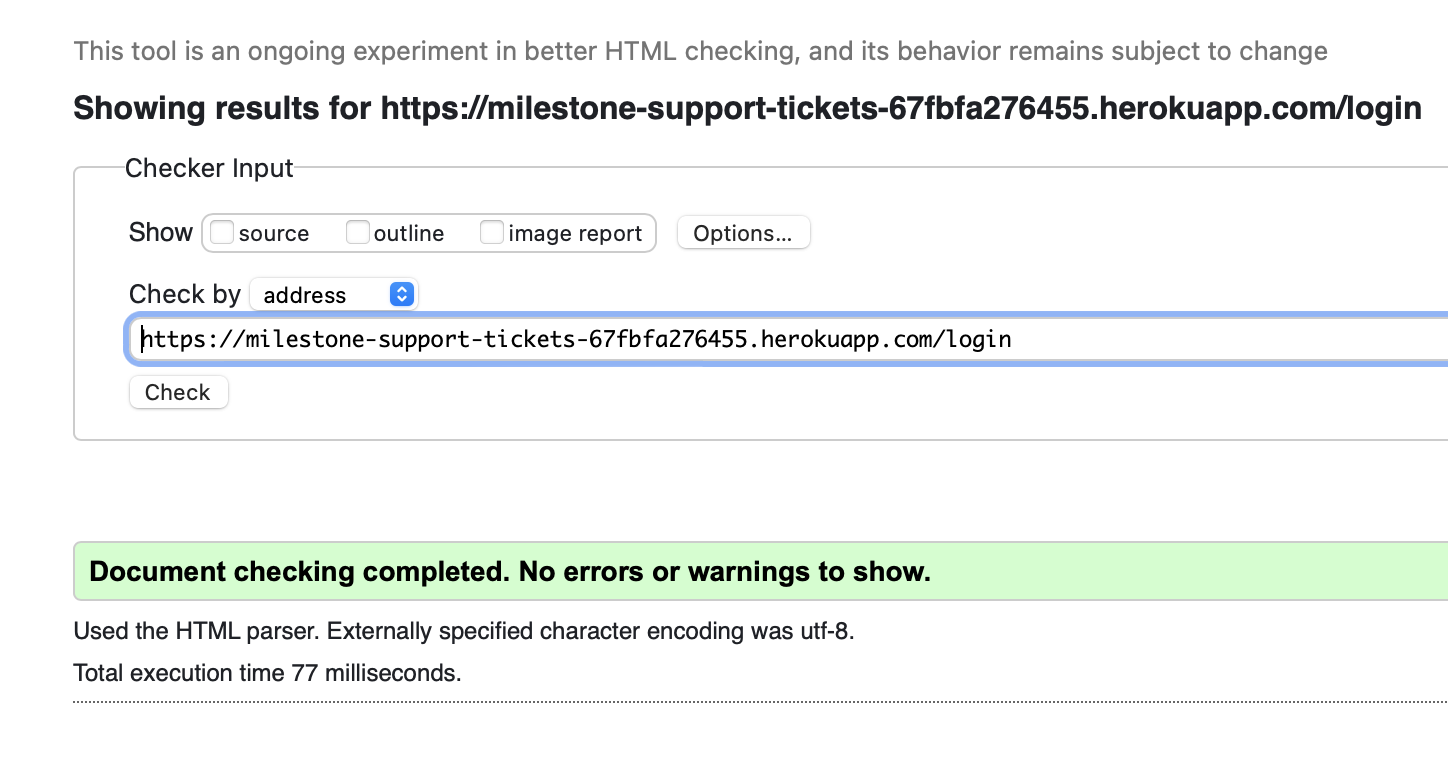 This tool is an ongoing experiment in better HTML checking, and its behavior remains subject to change
Showing results for https://milestone-support-tickets-67fbfa276455.herokuapp.com/login
Checker Input
Show source outline image report Options...
Check by address
https://milestone-support-tickets-67fbfa276455.herokuapp.com/login
Check
Document checking completed. No errors or warnings to show.
Used the HTML parser. Externally specified character encoding was utf-8.
Total execution time 77 milliseconds.